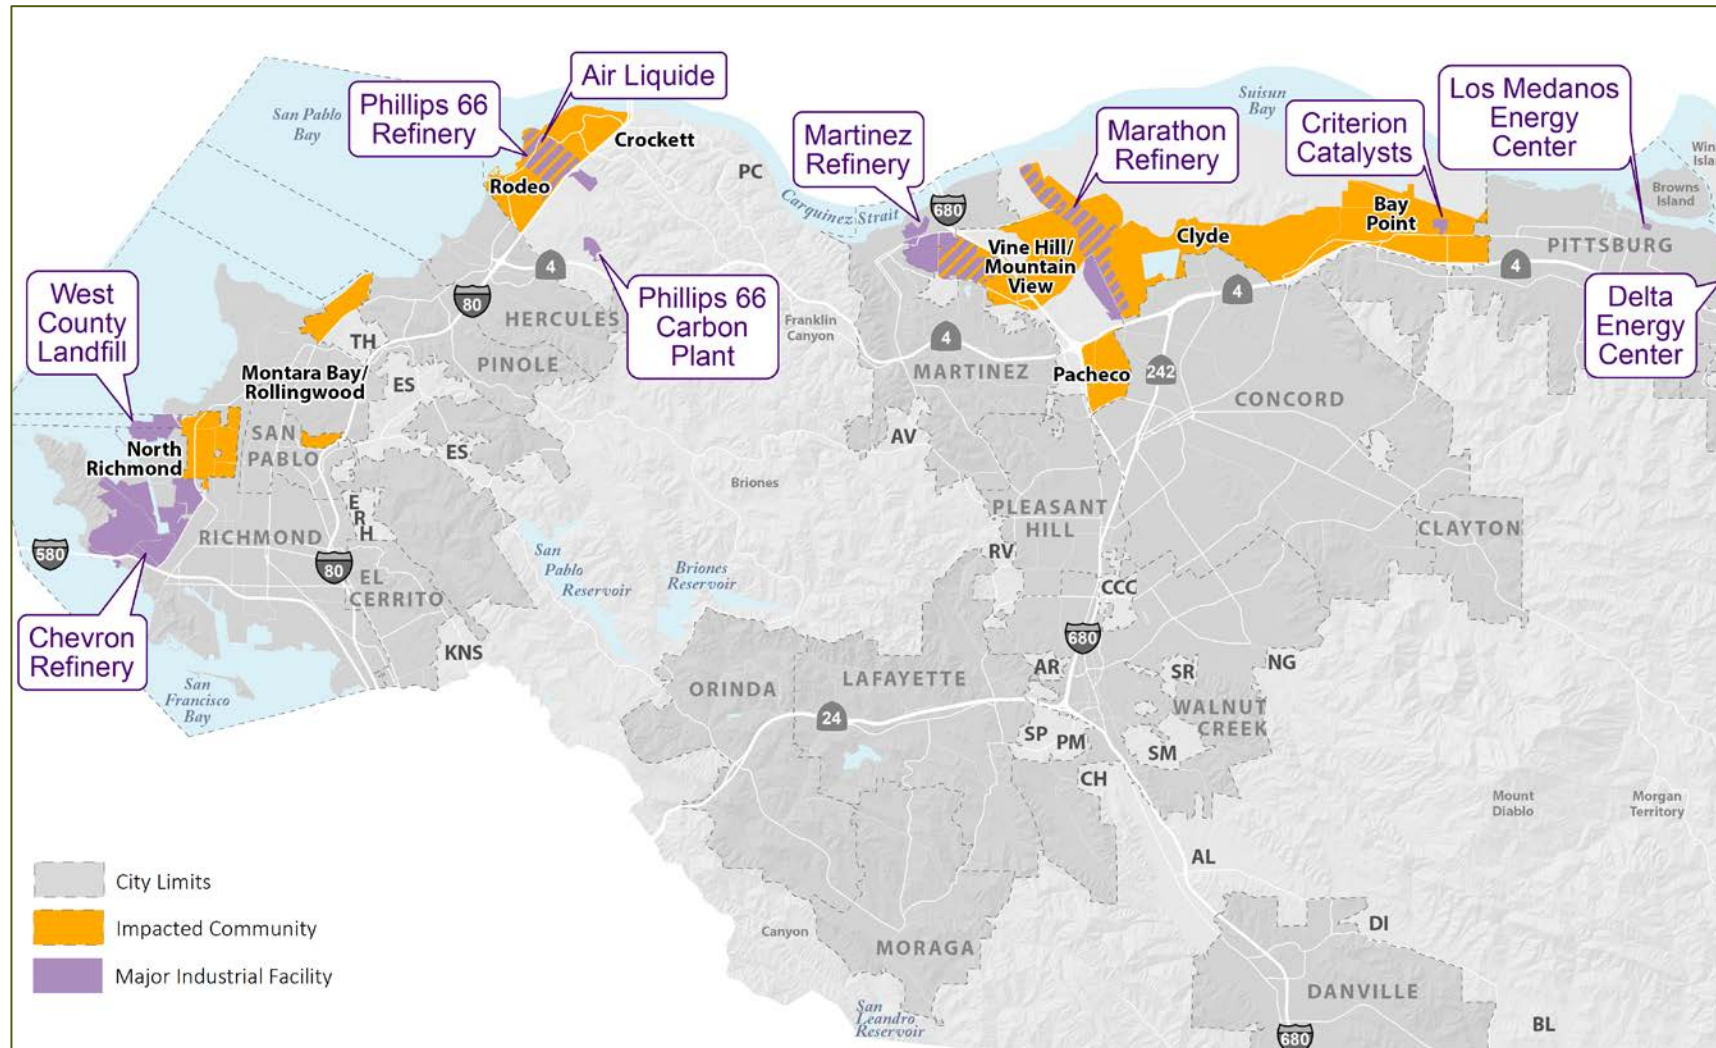 Air Liquide
Phillips 66
Refinery
San Pablo
Bay
Crockett
Rodeo
PC
Martinez
Refinery
Carquinez Strait
680
Suisun
Bay
Marathon
Refinery
Criterion
Catalysts
Los Medanos
Energy
Center
Browns
Island
Bay
Point
Clyde
PITTSBURG
4
Vine Hill/
Mountain
View
4
Delta
Energy
Center
West
County
Landfill
4
80
HERCULES
Phillips 66
Carbon
Plant
Franklin
Canyon
TH
PINOLE
Montara Bay/
Rollingwood
ES
4
MARTINEZ
Pacheco
242
CONCORD
North
Richmond
SAN
PABLO
ES
AV
Briones
E
R
H
RICHMOND
580
80
EL
CERRITO
San
Pablo
Reservoir
Briones
Reservoir
PLEASANT
HILL
RV
CCC
CLAYTON
Chevron
Refinery
KNS
San
Francisco
Bay
680
ORINDA
LAFAYETTE
AR
SR
NG
24
WALNUT
CREEK
SP
PM
SM
CH
Mount
Diablo
Morgan
Territory
AL
City Limits
Impacted Community
Major Industrial Facility
Canyon
MORAGA
DI
DANVILLE
San
Leandro
Reservoir
680
BL